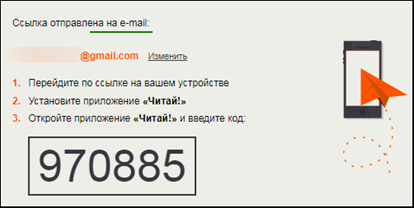 Ссылка отправлена на e-mail:
@gmail.com Изменить
1. Перейдите по ссылке на вашем устройстве
2. Установите приложение «Читай!»
3. Откройте приложение «Читай!» и введите код:
970885